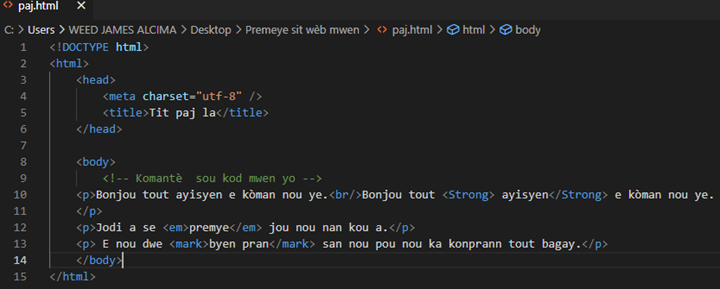 paj.html
C: > Users > WEED JAMES ALCIMA > Desktop > Premeye sit wèb mwen > paj.html > html > body
1 <!DOCTYPE html>
2 <html>
3 <head>
4 <meta charset="utf-8" />
5 <title>Tit paj la</title>
6 </head>
7
8 <body>
9 <!-- Komantè  sou kod mwen yo -->
10 <p>Bonjou tout ayisyen e kòman nou ye.<br/>Bonjou tout <Strong> ayisyen</Strong> e kòman nou ye.
11 </p>
12 <p>Jodi a se <em>premye</em> jou nou nan kou a.</p>
13 <p> E nou dwe <mark>byen pran</mark> san nou pou nou ka konprann tout bagay.</p>
14 </body>
15 </html>